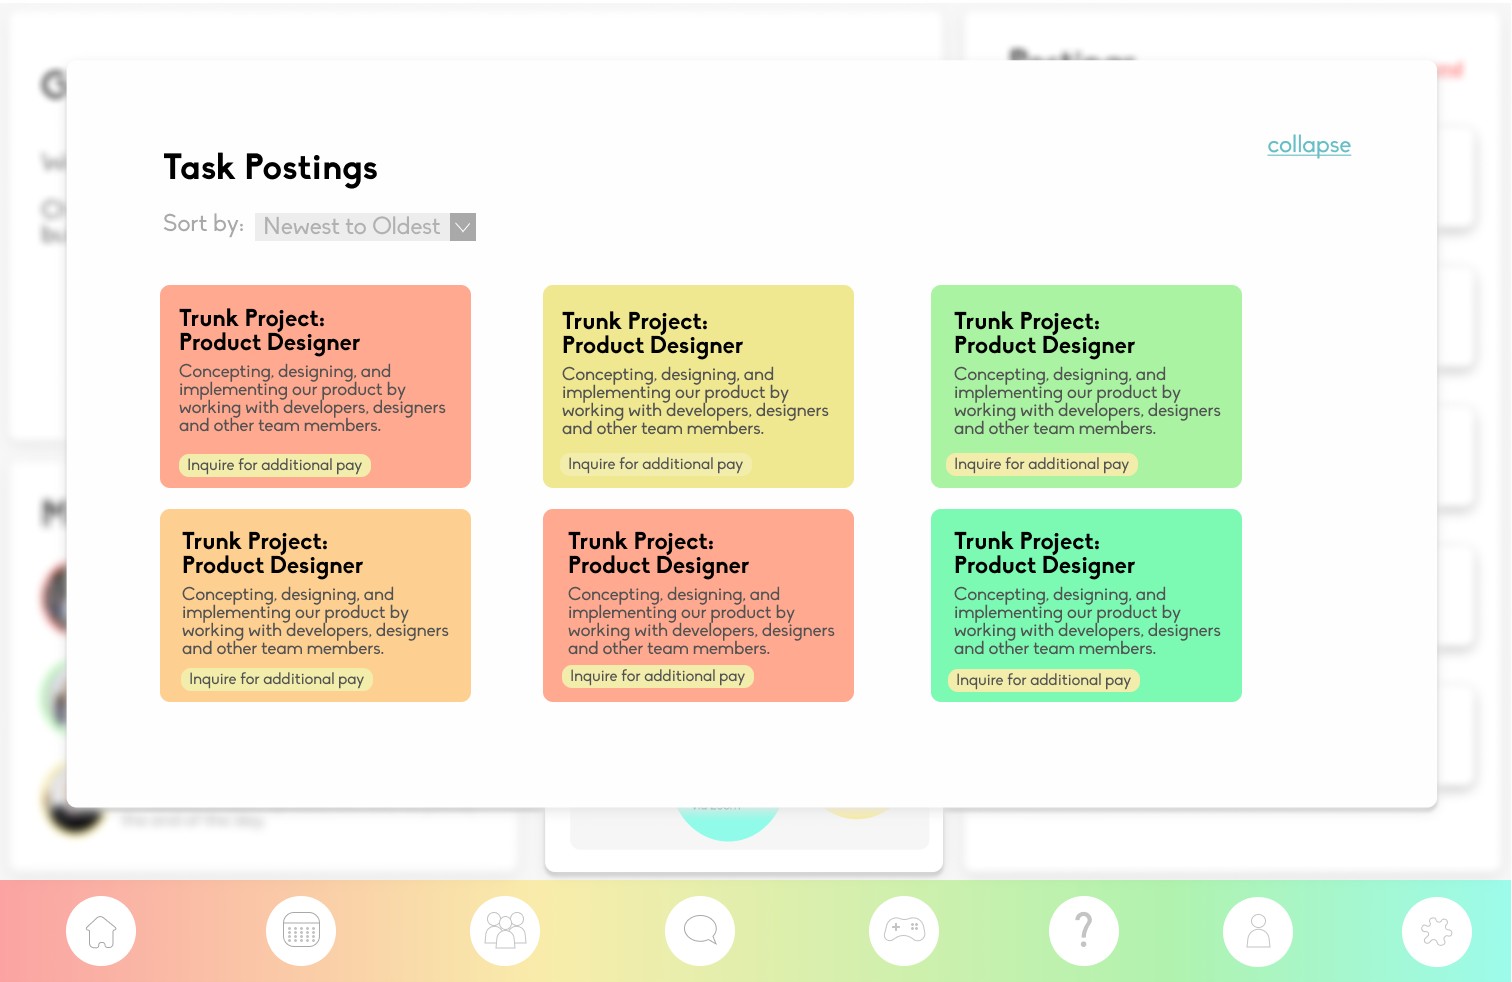 Task Postings
collapse
Sort by: Newest to Oldest
Trunk Project:
Product Designer
Concepting, designing, and
implementing our product by
working with developers, designers
and other team members.
Inquire for additional pay
Trunk Project:
Product Designer
Concepting, designing, and
implementing our product by
working with developers, designers
and other team members.
Inquire for additional pay
Trunk Project:
Product Designer
Concepting, designing, and
implementing our product by
working with developers, designers
and other team members.
Inquire for additional pay
Trunk Project:
Product Designer
Concepting, designing, and
implementing our product by
working with developers, designers
and other team members.
Inquire for additional pay
Trunk Project:
Product Designer
Concepting, designing, and
implementing our product by
working with developers, designers
and other team members.
Inquire for additional pay
Trunk Project:
Product Designer
Concepting, designing, and
implementing our product by
working with developers, designers
and other team members.
Inquire for additional pay
the end of the day.
?